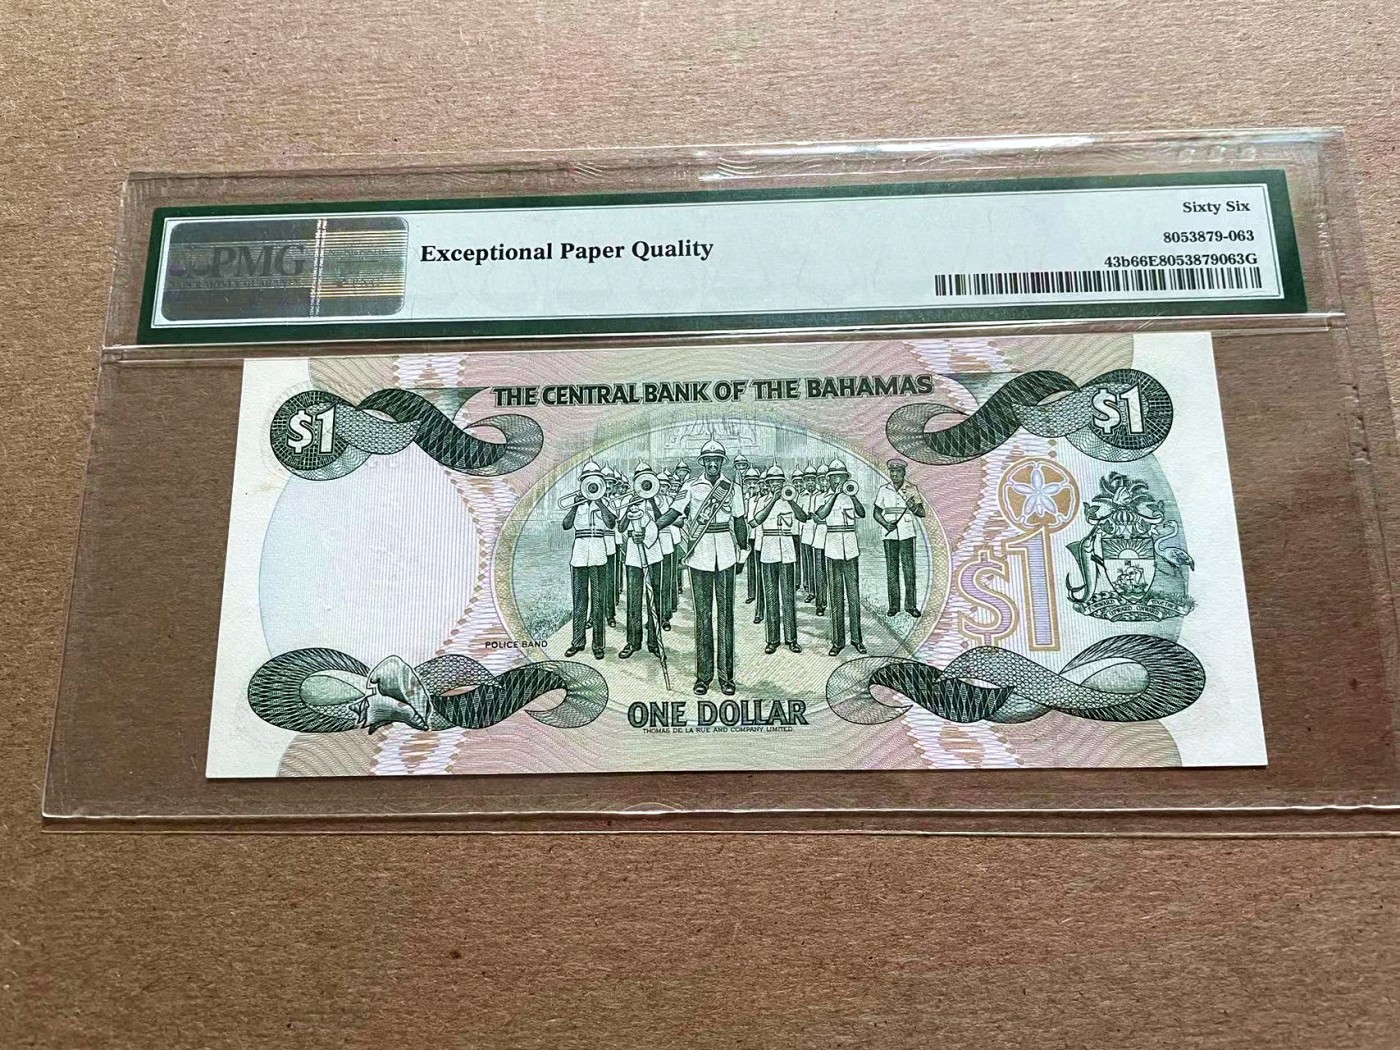 PMG
Exceptional Paper Quality
Sixty Six
8053879-063
43b66E8053879063G
THE CENTRAL BANK OF THE BAHAMAS
$1
$1
$1
POLICE BAND
ONE DOLLAR
THOMAS DE LA RUE AND COMPANY LIMITED